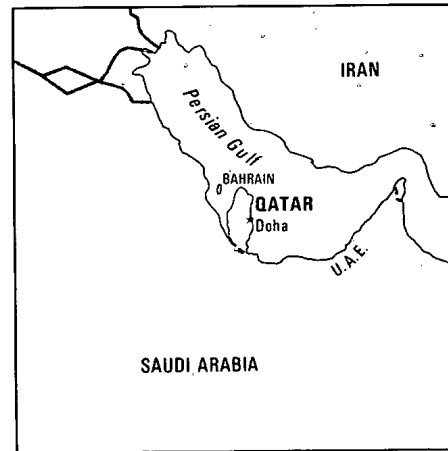 IRAN
Persian Gulf
BAHRAIN
QATAR
Doha
U.A.E.
SAUDI ARABIA